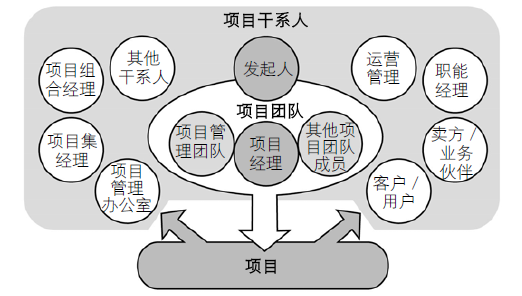 项目干系人
其他
干系人
发起人
运营
管理
项目组
合经理
职能
经理
项目团队
项目管
理团队
项目
经理
其他项
目团队
成员
项目集
经理
卖方/
业务
伙伴
项目
管理
办公室
客户/
用户
项目